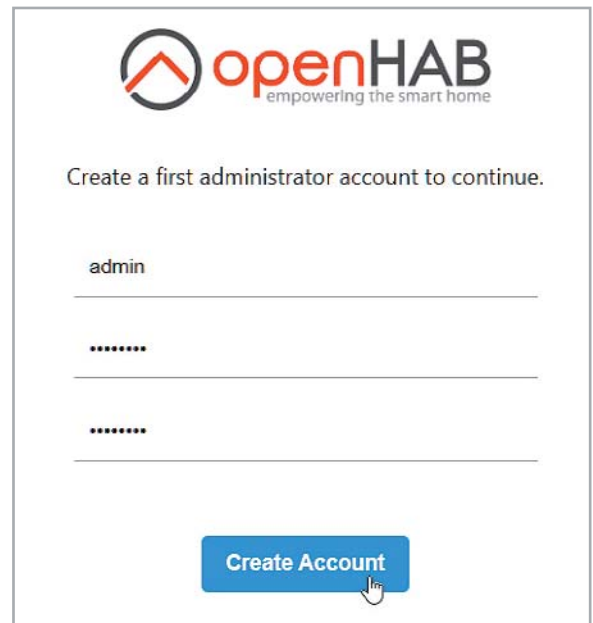 openHAB
empowering the smart home
Create a first administrator account to continue.
admin
••••••••
••••••••
Create Account